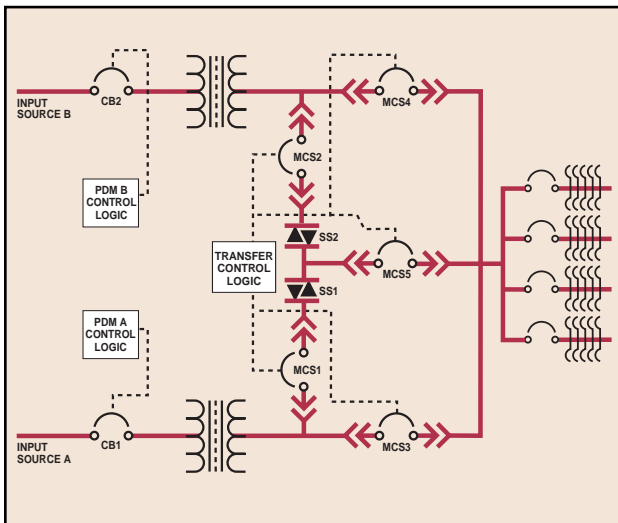 INPUT
SOURCE B
CB2
MCS4
MCS2
PDM B
CONTROL
LOGIC
SS2
TRANSFER
CONTROL
LOGIC
MCS5
SS1
PDM A
CONTROL
LOGIC
MCS1
INPUT
SOURCE A
CB1
MCS3